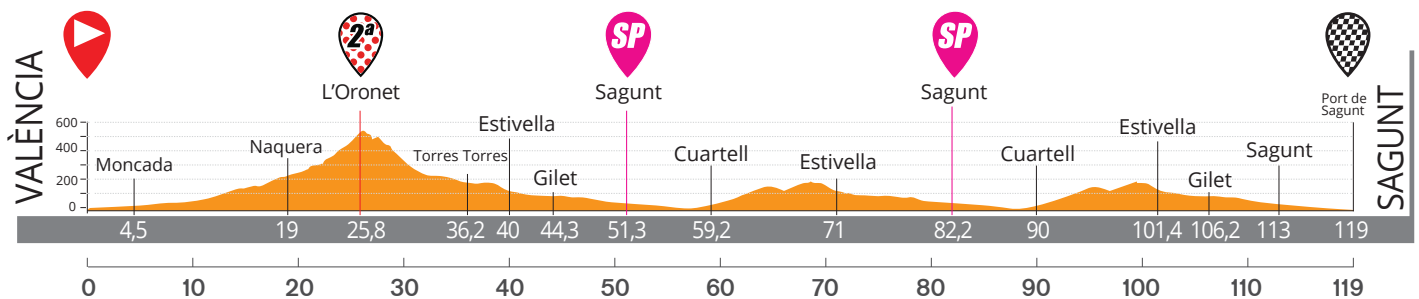 VALÈNCIA
2ª
SP
SP
L’Oronet
Sagunt
Sagunt
Port de
Sagunt
SAGUNT
600
400
200
0
Moncada
Naquera
Torres Torres
Estivella
Gilet
Cuartell
Estivella
Cuartell
Estivella
Gilet
Sagunt
4,5 19 25,8 36,2 40 44,3 51,3 59,2 71 82,2 90 101,4 106,2 113 119
0 10 20 30 40 50 60 70 80 90 100 110 119